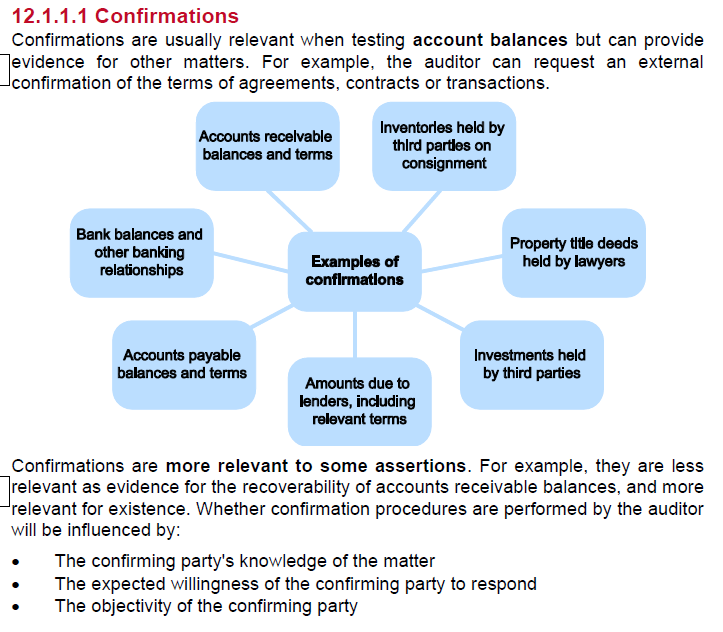 12.1.1.1 Confirmations
Confirmations are usually relevant when testing account balances but can provide
evidence for other matters. For example, the auditor can request an external
confirmation of the terms of agreements, contracts or transactions.
Accounts receivable
balances and terms
Inventories held by
third parties on
consignment
Bank balances and
other banking
relationships
Examples of
confirmations
Property title deeds
held by lawyers
Accounts payable
balances and terms
Amounts due to
lenders, including
relevant terms
Investments held
by third parties
Confirmations are more relevant to some assertions. For example, they are less
relevant as evidence for the recoverability of accounts receivable balances, and more
relevant for existence. Whether confirmation procedures are performed by the auditor
will be influenced by:
• The confirming party's knowledge of the matter
• The expected willingness of the confirming party to respond
• The objectivity of the confirming party